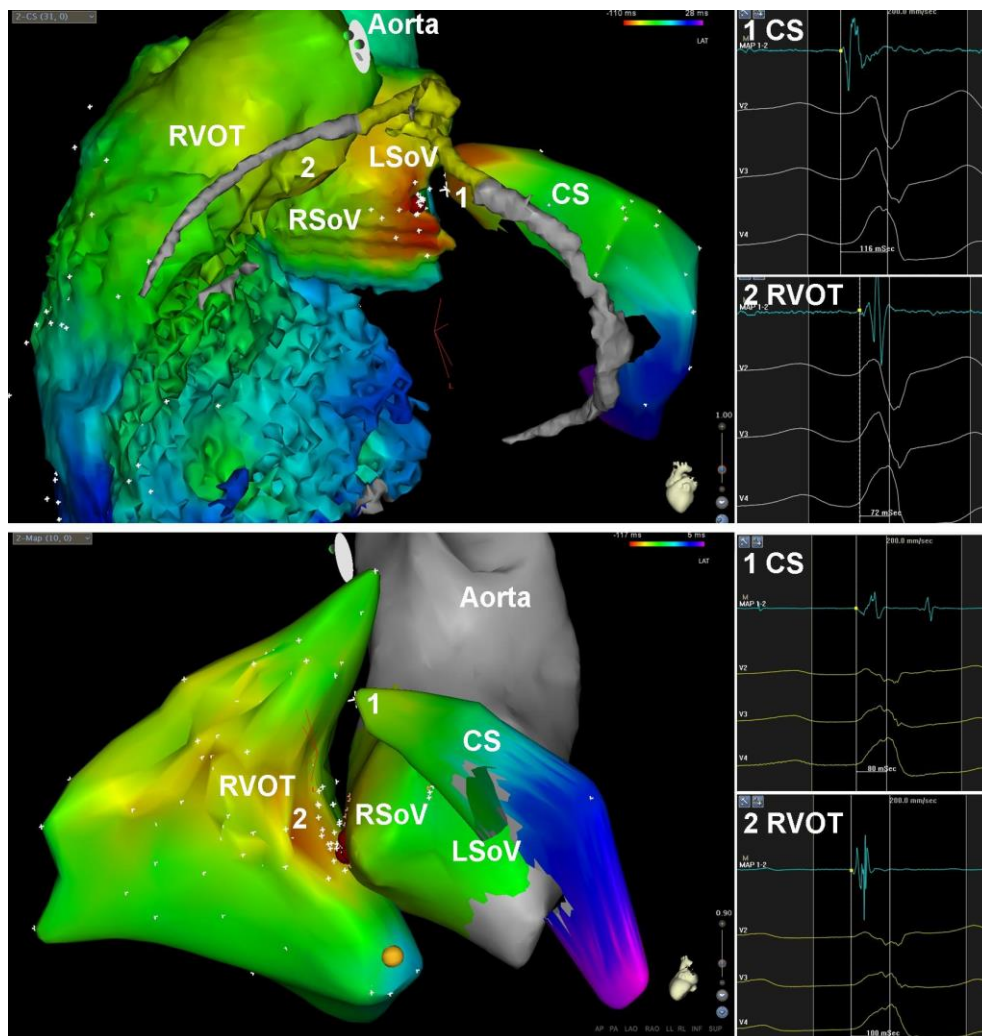 2-CS (31, 0)
Aorta
-110 ms
28 ms
LAT
RVOT
2
LSoV
RSoV
1
CS
1.00
1 CS
200.0 mm/sec
M
MAP 1-2
V2
V3
V4
116 mSec
2 RVOT
MAP 1-2
V2
V3
V4
72 mSec
2-Map (10, 0)
-117 ms
5 ms
LAT
Aorta
1
CS
RVOT
2
RSoV
LSoV
0.90
AP PA LAO RAO LL RL INF SUP
1 CS
200.0 mm/sec
M
MAP 1-2
V2
V3
V4
80 mSec
2 RVOT
200.0 mm/sec
M
MAP 1-2
V2
V3
V4
100 mSec